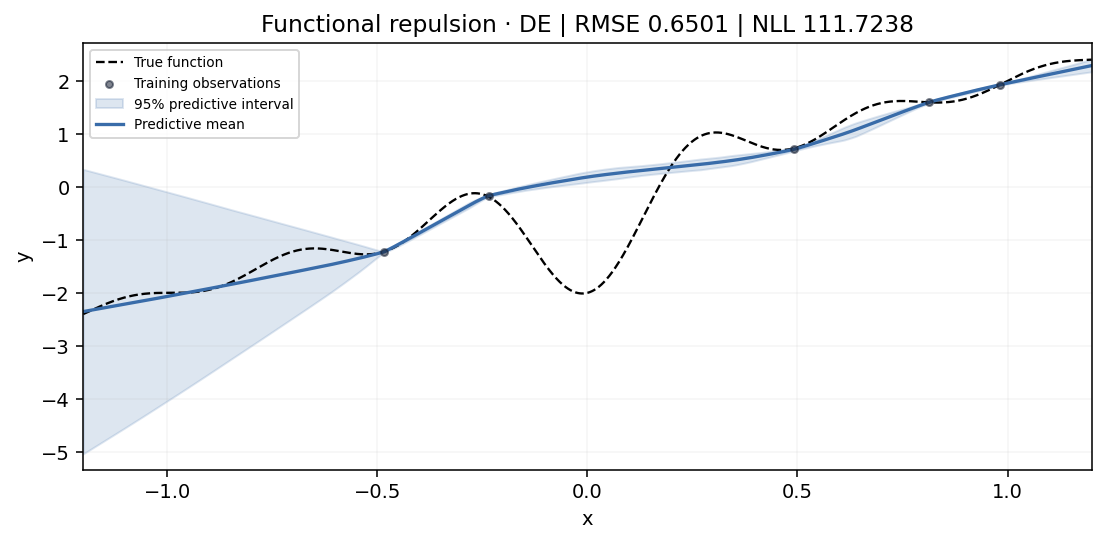 Functional repulsion · DE | RMSE 0.6501 | NLL 111.7238
True function
Training observations
95% predictive interval
Predictive mean
y
2
1
0
−1
−2
−3
−4
−5
−1.0
−0.5
0.0
0.5
1.0
x